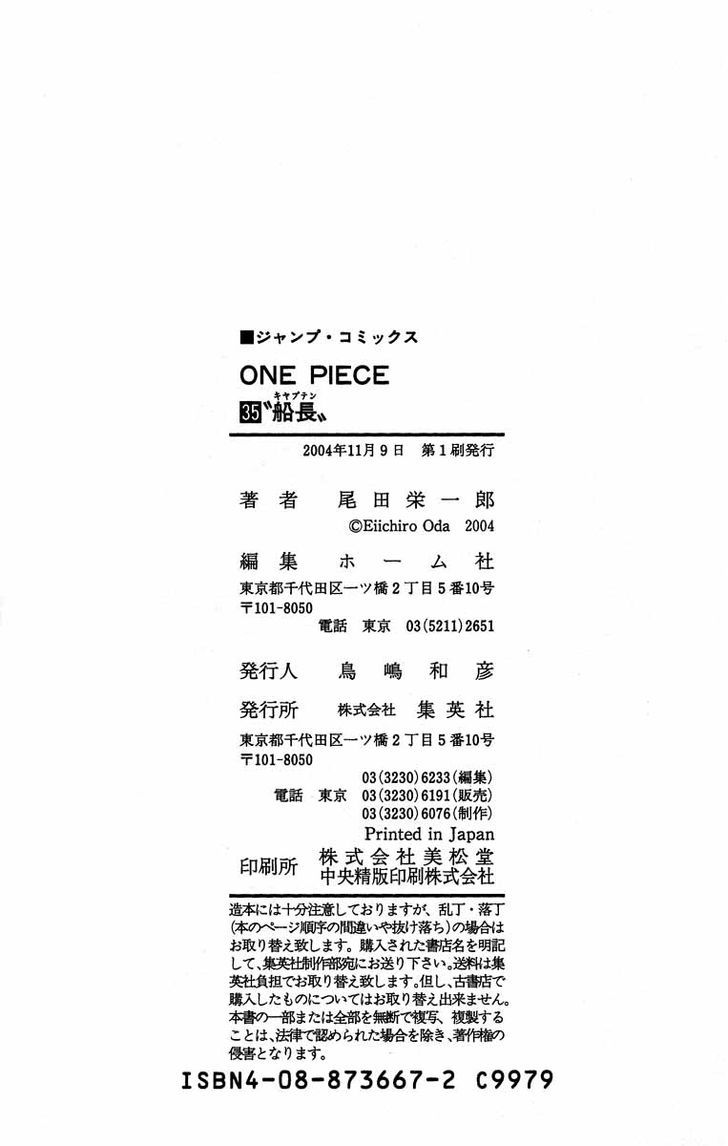 ■ジャンプ・コミックス
ONE PIECE
キャプテン
35〝船長〟
2004年11月9日 第1刷発行
著者 尾田栄一郎
©Eiichiro Oda 2004
編集 ホーム社
東京都千代田区一ツ橋2丁目5番10号
〒101-8050
電話 東京 03(5211)2651
発行人 鳥嶋和彦
発行所 株式会社 集英社
東京都千代田区一ツ橋2丁目5番10号
〒101-8050
03(3230)6233(編集)
電話 東京 03(3230)6191(販売)
03(3230)6076(制作)
Printed in Japan
印刷所 株式会社美松堂
中央精版印刷株式会社
造本には十分注意しておりますが、乱丁・落丁
(本のページ順序の間違いや抜け落ち)の場合は
お取り替え致します。購入された書店名を明記
して、集英社制作部宛にお送り下さい。送料は集
英社負担でお取り替え致します。但し、古書店で
購入したものについてはお取り替え出来ません。
本書の一部または全部を無断で複写、複製する
ことは、法律で認められた場合を除き、著作権の
侵害となります。
ISBN4-08-873667-2 C9979